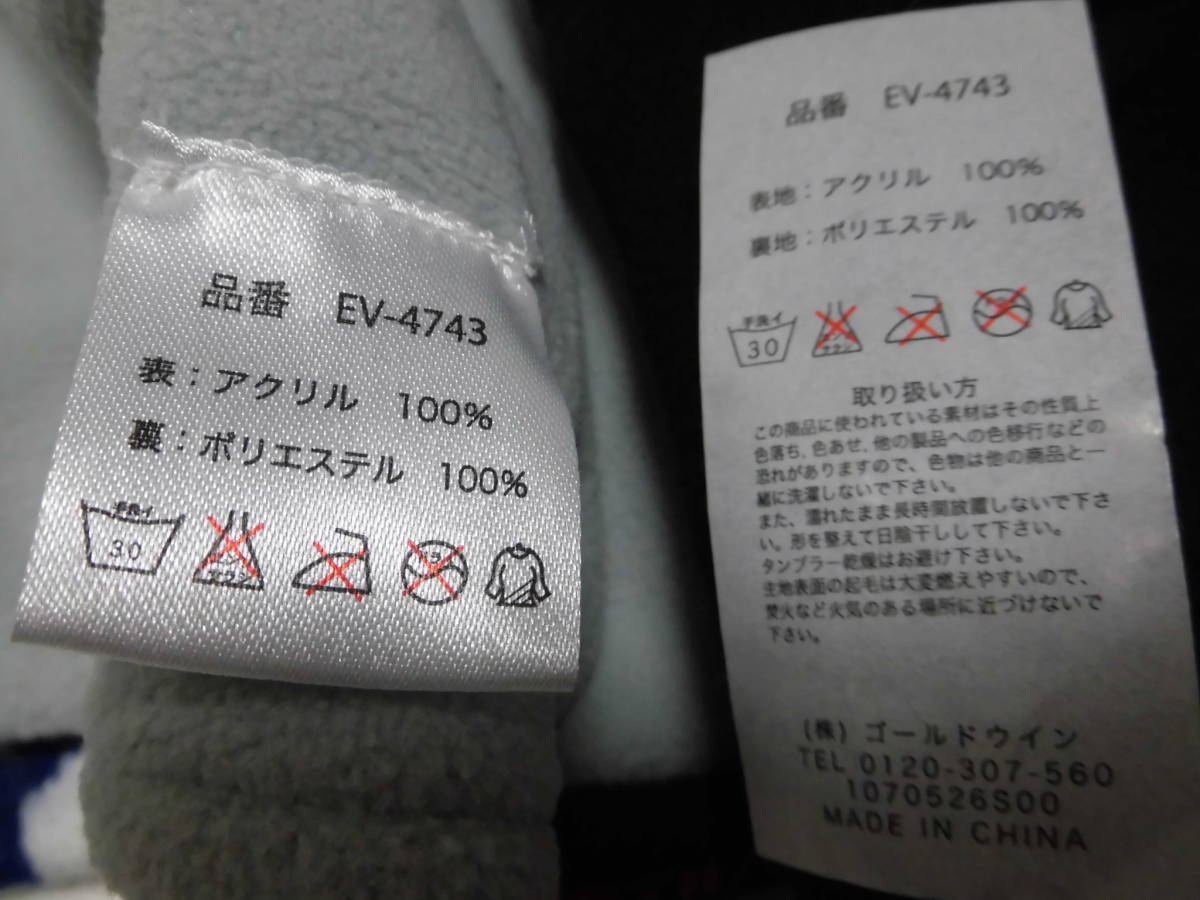 品番 EV-4743
表:アクリル 100%
裏:ポリエステル 100%
手洗イ
30
品番 EV-4743
表地:アクリル 100%
裏地:ポリエステル 100%
手洗イ
30
取り扱い方
この商品に使われている素材はその性質上
色落ち、色あせ、他の製品への色移行などの
恐れがありますので、色物は他の商品と一
緒に洗濯しないで下さい。
また、濡れたまま長時間放置しないで下さ
い。形を整えて日陰干しして下さい。
タンブラー乾燥はお避け下さい。
生地表面の起毛は大変燃えやすいので、
焚火など火気のある場所に近づけないで
下さい。
(株)ゴールドウイン
TEL 0120-307-560
1070526S00
MADE IN CHINA